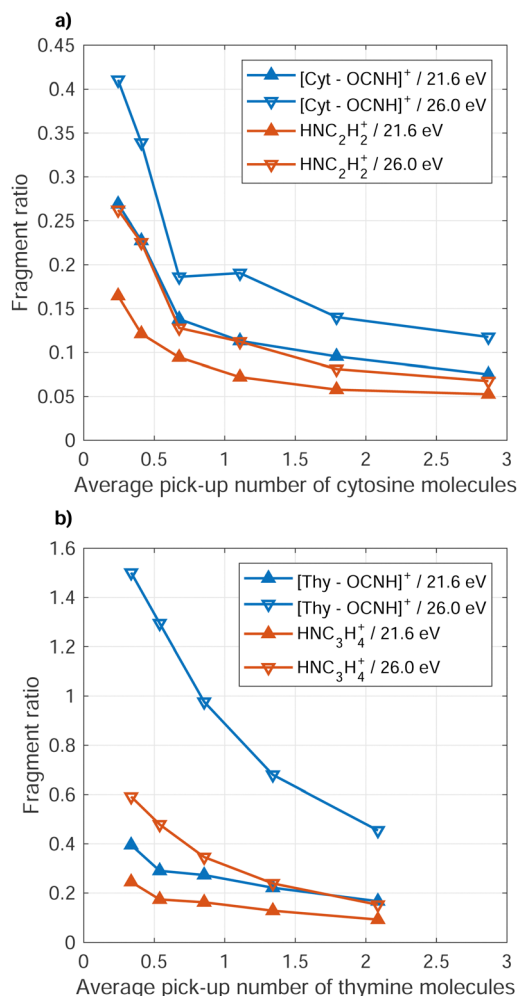 a)
0.45
0.4
0.35
0.3
0.25
0.2
0.15
0.1
0.05
0
Fragment ratio
[Cyt - OCNH]⁺ / 21.6 eV
[Cyt - OCNH]⁺ / 26.0 eV
HNC₂H₂⁺ / 21.6 eV
HNC₂H₂⁺ / 26.0 eV
0 0.5 1 1.5 2 2.5 3
Average pick-up number of cytosine molecules
b)
1.6
1.4
1.2
1
0.8
0.6
0.4
0.2
0
Fragment ratio
[Thy - OCNH]⁺ / 21.6 eV
[Thy - OCNH]⁺ / 26.0 eV
HNC₃H₄⁺ / 21.6 eV
HNC₃H₄⁺ / 26.0 eV
0 0.5 1 1.5 2 2.5 3
Average pick-up number of thymine molecules